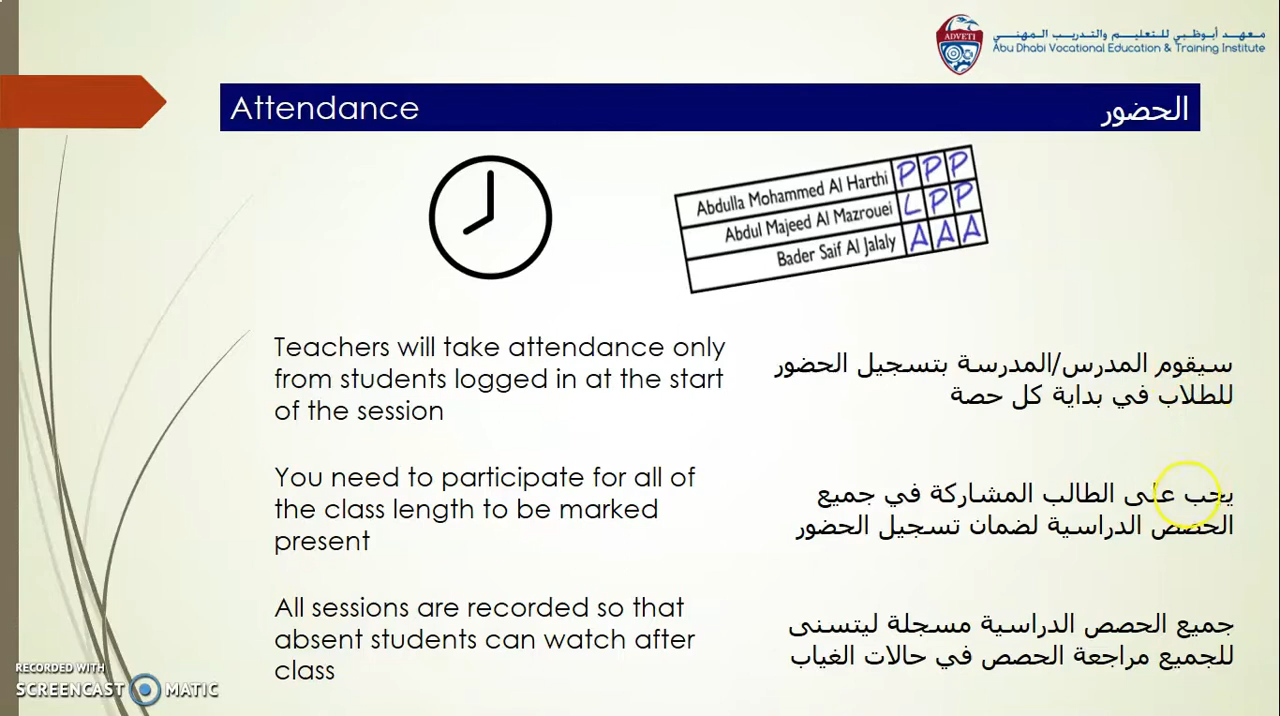 معهد أبوظبي للتعليم والتدريب المهني
Abu Dhabi Vocational Education & Training Institute
ADVETI
Attendance
الحضور
Abdulla Mohammed Al Harthi P P P
Abdul Majeed Al Mazrouei L P P
Bader Saif Al Jalaly A A A
Teachers will take attendance only
from students logged in at the start
of the session
سيقوم المدرس/المدرسة بتسجيل الحضور
للطلاب في بداية كل حصة
You need to participate for all of
the class length to be marked
present
يجب على الطالب المشاركة في جميع
الحصص الدراسية لضمان تسجيل الحضور
All sessions are recorded so that
absent students can watch after
class
جميع الحصص الدراسية مسجلة ليتسنى
للجميع مراجعة الحصص في حالات الغياب
RECORDED WITH
SCREENCAST MATIC